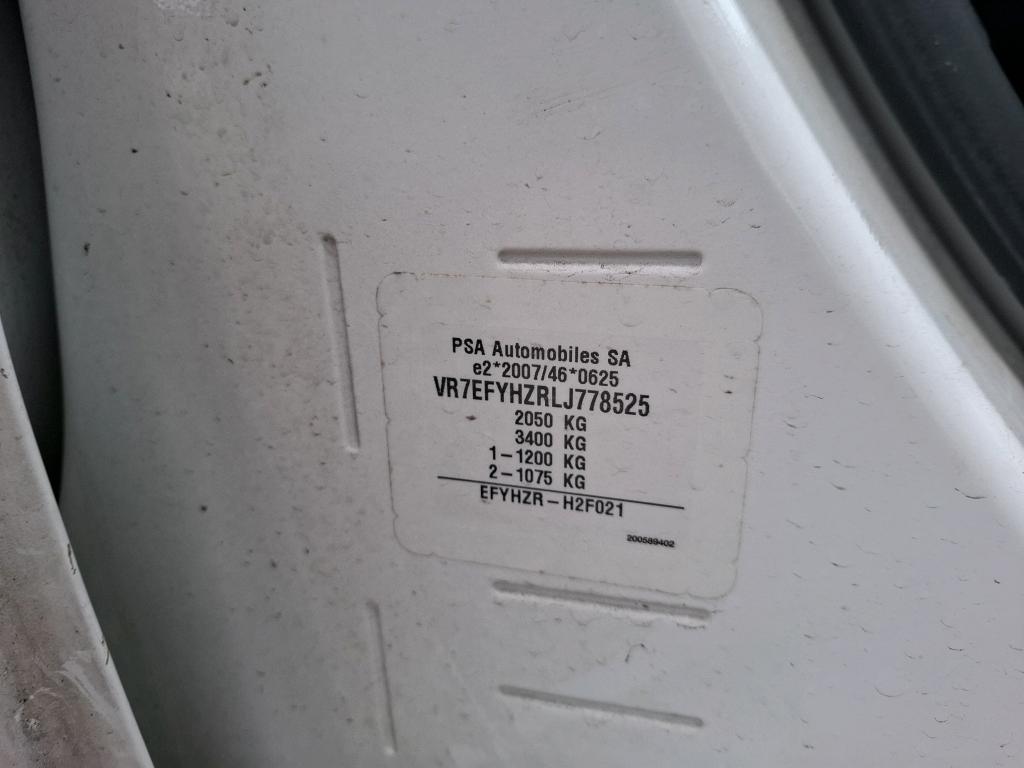 PSA Automobiles SA
e2*2007/46*0625
VR7EFYHZRLJ778525
2050 KG
3400 KG
1-1200 KG
2-1075 KG
EFYHZR-H2F021
200589402